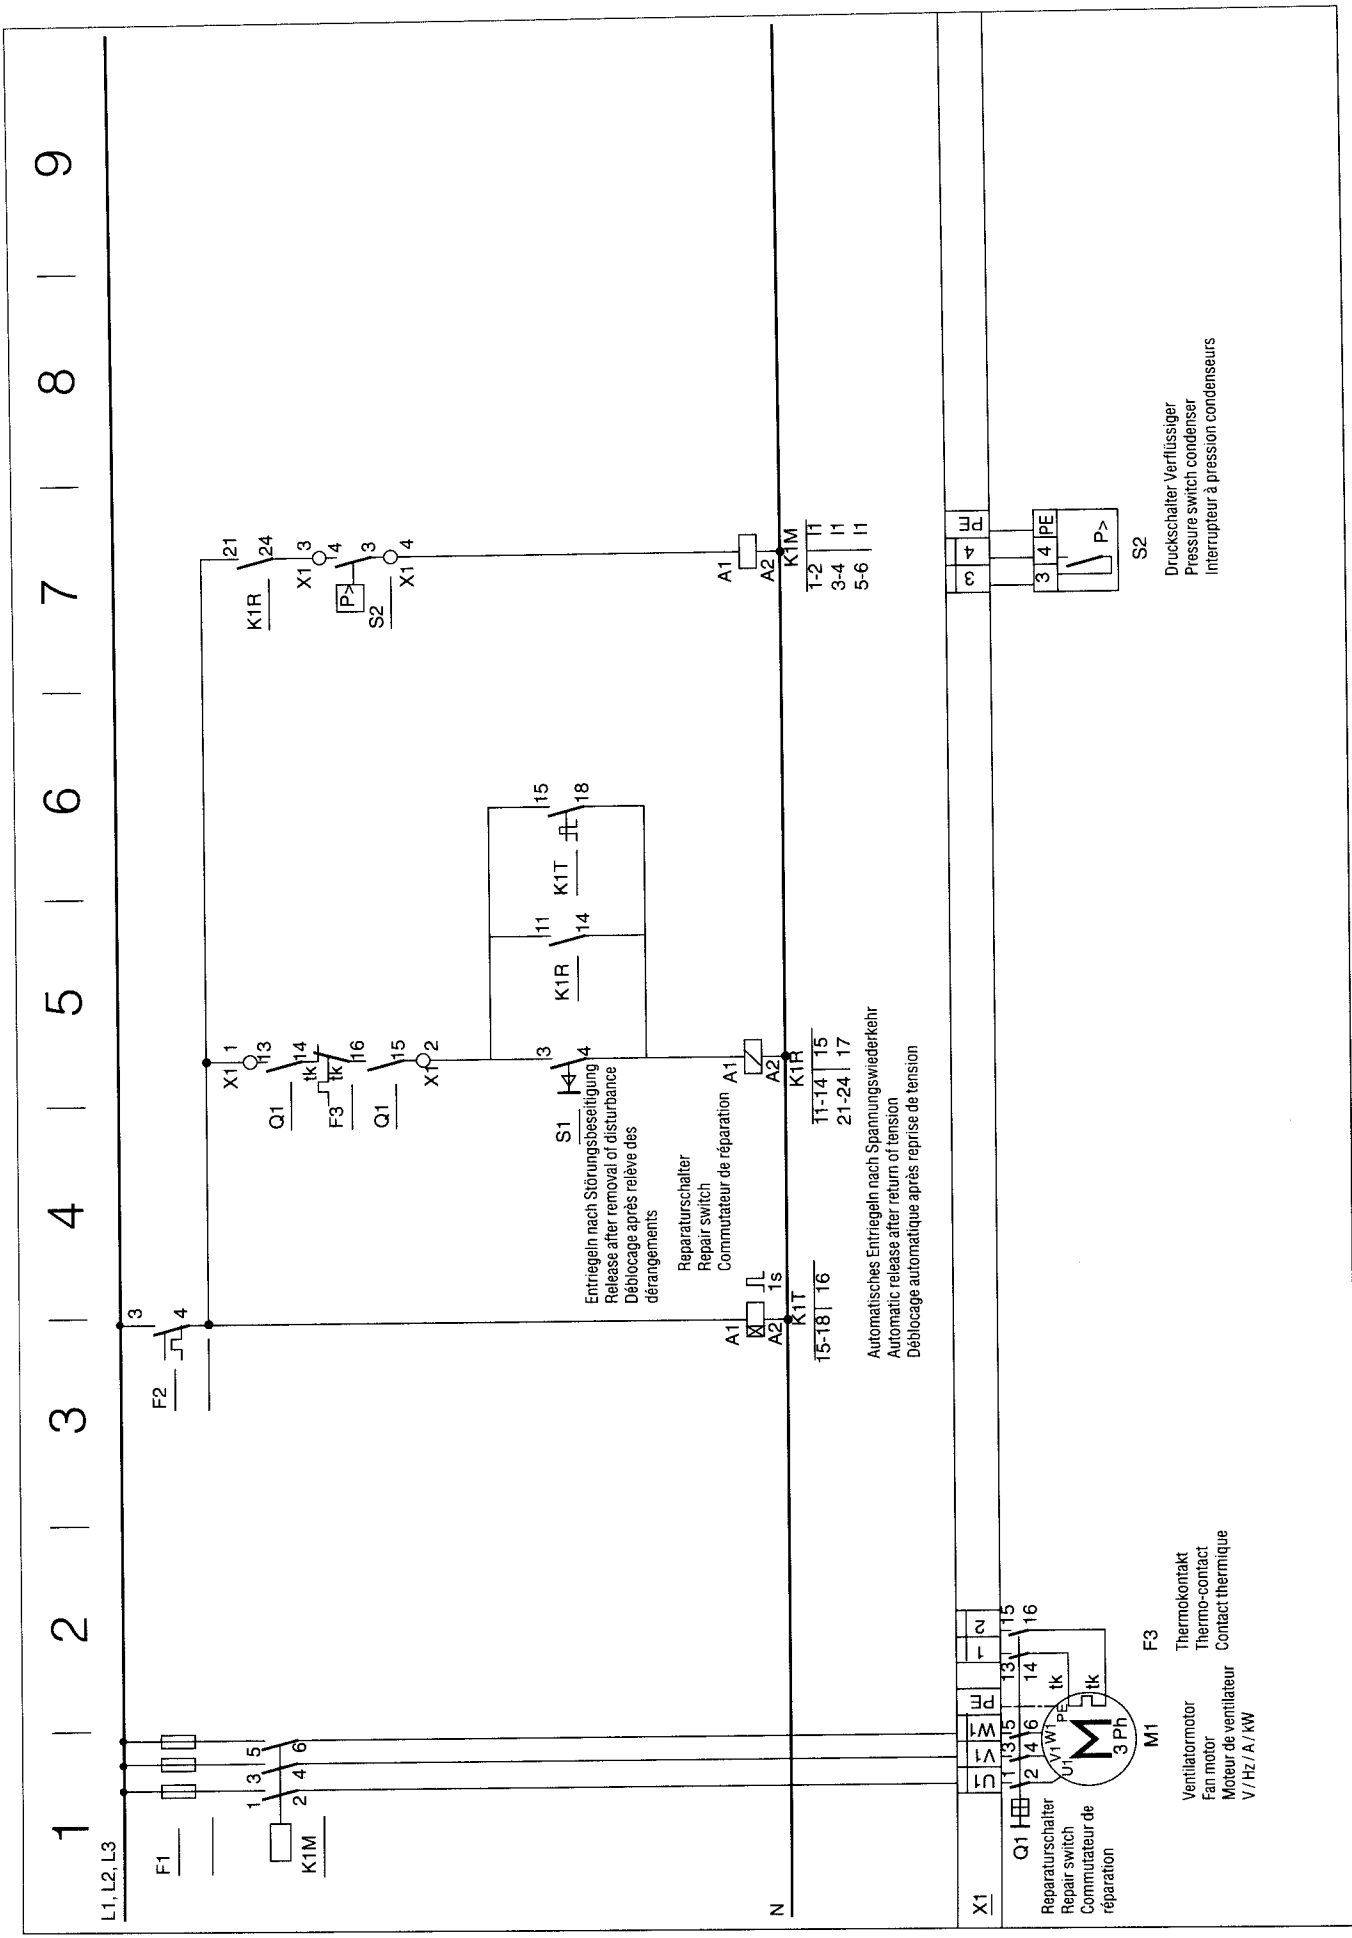 1 | 2 | 3 | 4 | 5 | 6 | 7 | 8 | 9
L1, L2, L3
F1
1 3 5
2 4 6
K1M
F2
3
4
X1 1
13
Q1
14
tk
F3
tk
16
Q1
15
X1 2
S1
3
4
Entriegeln nach Störungsbeseitigung
Release after removal of disturbance
Déblocage après relève des
dérangements
Reparaturschalter
Repair switch
Commutateur de réparation
K1R
11
14
K1T
15
18
K1R
21
24
X1 3
4
P>
S2
3
X1 4
A1
A2
1s
K1T
15-18 16
A1
A2
K1R
11-14 15
21-24 17
A1
A2
K1M
1-2 I1
3-4 I1
5-6 I1
N
Automatisches Entriegeln nach Spannungswiederkehr
Automatic release after return of tension
Déblocage automatique après reprise de tension
X1
U1 V1 W1 PE 1 2
3 4 PE
Q1
1 3 5 13 15
2 4 6 14 16
U1 V1 W1 PE tk tk
M
3 Ph
Reparaturschalter
Repair switch
Commutateur de
réparation
M1
Ventilatormotor
Fan motor
Moteur de ventilateur
V / Hz / A / kW
F3
Thermokontakt
Thermo-contact
Contact thermique
3 4 PE
P>
S2
Druckschalter Verflüssiger
Pressure switch condenser
Interrupteur à pression condenseurs